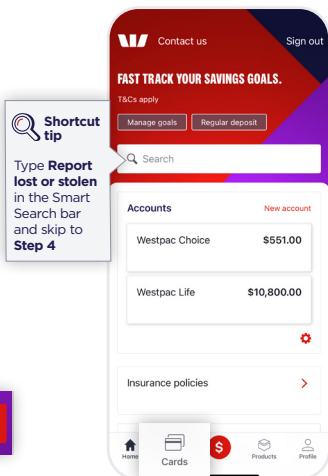 Contact us
Sign out
FAST TRACK YOUR SAVINGS GOALS.
T&Cs apply
Manage goals
Regular deposit
Shortcut
tip
Type Report
lost or stolen
in the Smart
Search bar
and skip to
Step 4
Search
Accounts
New account
Westpac Choice
$551.00
Westpac Life
$10,800.00
Insurance policies
Home
Cards
$
Products
Profile